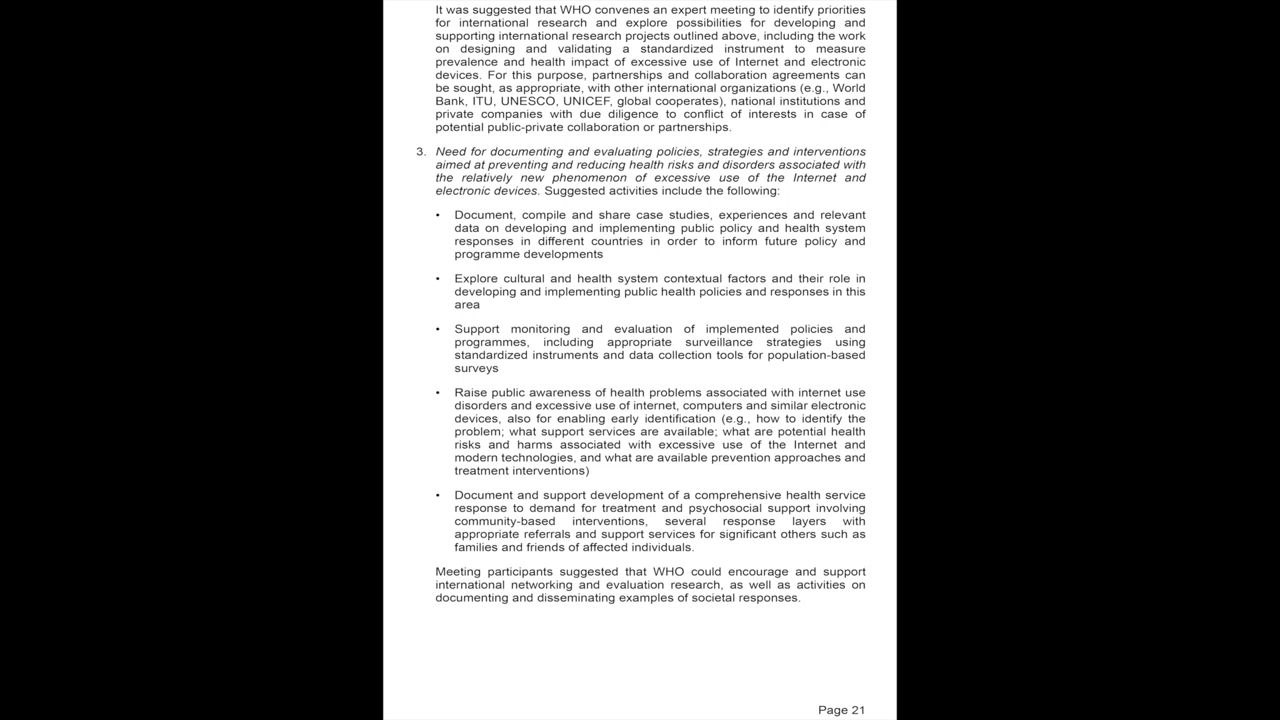 It was suggested that WHO convenes an expert meeting to identify priorities
for international research and explore possibilities for developing and
supporting international research projects outlined above, including the work
on designing and validating a standardized instrument to measure
prevalence and health impact of excessive use of Internet and electronic
devices. For this purpose, partnerships and collaboration agreements can
be sought, as appropriate, with other international organizations (e.g., World
Bank, ITU, UNESCO, UNICEF, global cooperates), national institutions and
private companies with due diligence to conflict of interests in case of
potential public-private collaboration or partnerships.
3. Need for documenting and evaluating policies, strategies and interventions
aimed at preventing and reducing health risks and disorders associated with
the relatively new phenomenon of excessive use of the Internet and
electronic devices. Suggested activities include the following:
• Document, compile and share case studies, experiences and relevant
data on developing and implementing public policy and health system
responses in different countries in order to inform future policy and
programme developments
• Explore cultural and health system contextual factors and their role in
developing and implementing public health policies and responses in this
area
• Support monitoring and evaluation of implemented policies and
programmes, including appropriate surveillance strategies using
standardized instruments and data collection tools for population-based
surveys
• Raise public awareness of health problems associated with internet use
disorders and excessive use of internet, computers and similar electronic
devices, also for enabling early identification (e.g., how to identify the
problem; what support services are available; what are potential health
risks and harms associated with excessive use of the Internet and
modern technologies, and what are available prevention approaches and
treatment interventions)
• Document and support development of a comprehensive health service
response to demand for treatment and psychosocial support involving
community-based interventions, several response layers with
appropriate referrals and support services for significant others such as
families and friends of affected individuals.
Meeting participants suggested that WHO could encourage and support
international networking and evaluation research, as well as activities on
documenting and disseminating examples of societal responses.
Page 21